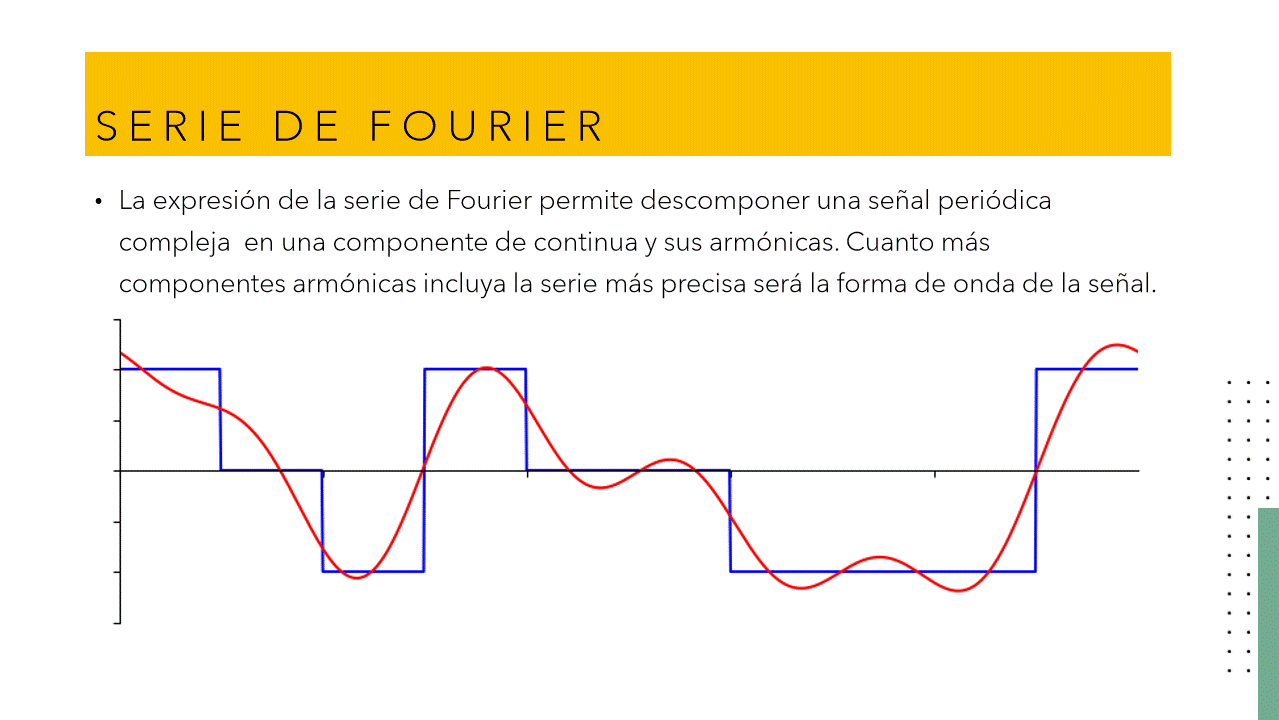 SERIE DE FOURIER
• La expresión de la serie de Fourier permite descomponer una señal periódica
compleja  en una componente de continua y sus armónicas. Cuanto más
componentes armónicas incluya la serie más precisa será la forma de onda de la señal.